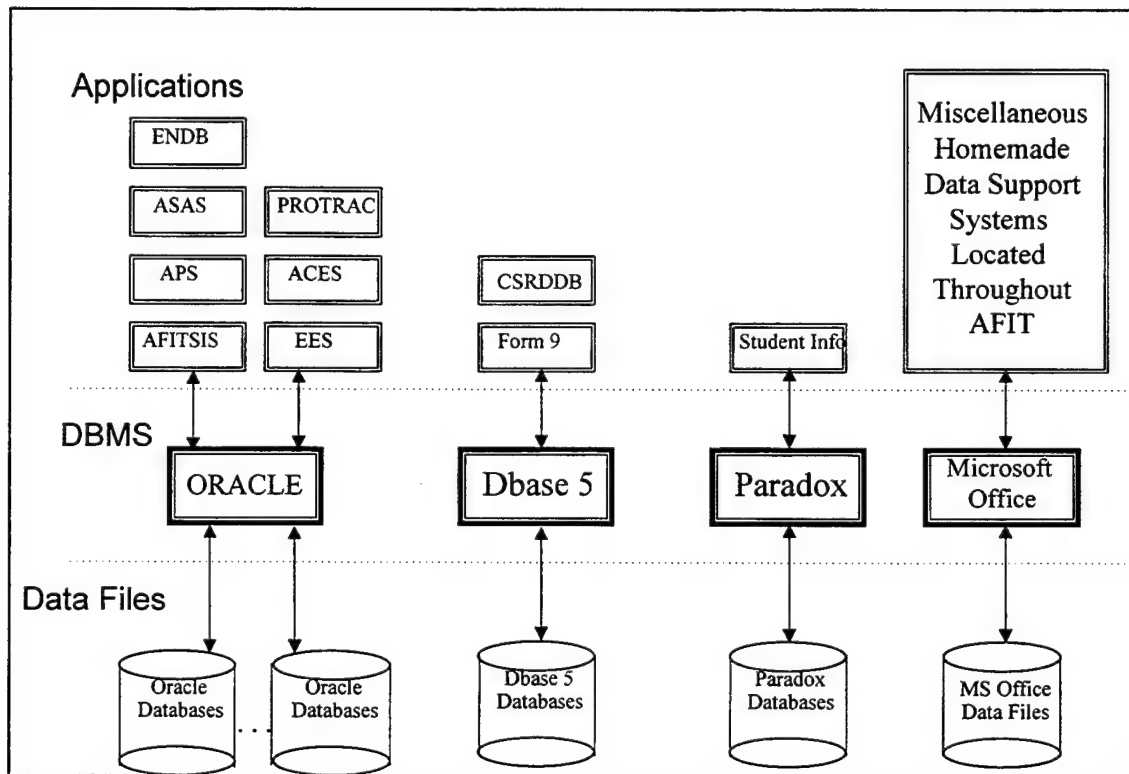 Applications
ENDB
ASAS
PROTRAC
APS
ACES
CSRDDB
AFITSIS
EES
Form 9
Student Info
Miscellaneous
Homemade
Data Support
Systems
Located
Throughout
AFIT
DBMS
ORACLE
Dbase 5
Paradox
Microsoft
Office
Data Files
Oracle
Databases
. . .
Oracle
Databases
Dbase 5
Databases
Paradox
Databases
MS Office
Data Files